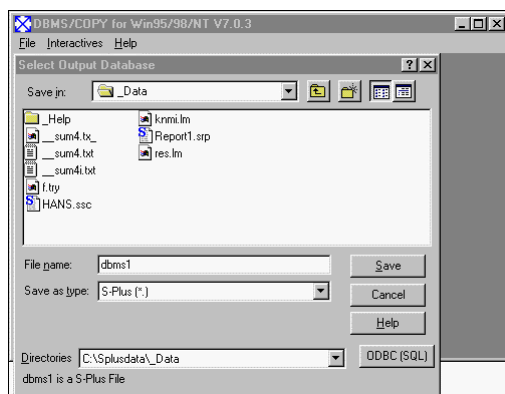 DBMS/COPY for Win95/98/NT V7.0.3
File Interactives Help
Select Output Database
Save in: _Data
_Help
__sum4.tx_
__sum4.txt
__sum4i.txt
f.try
HANS.ssc
knmi.lm
Report1.srp
res.lm
File name: dbms1
Save
Save as type: S-Plus (*.)
Cancel
Help
Directories C:\Splusdata\_Data
ODBC (SQL)
dbms1 is a S-Plus File